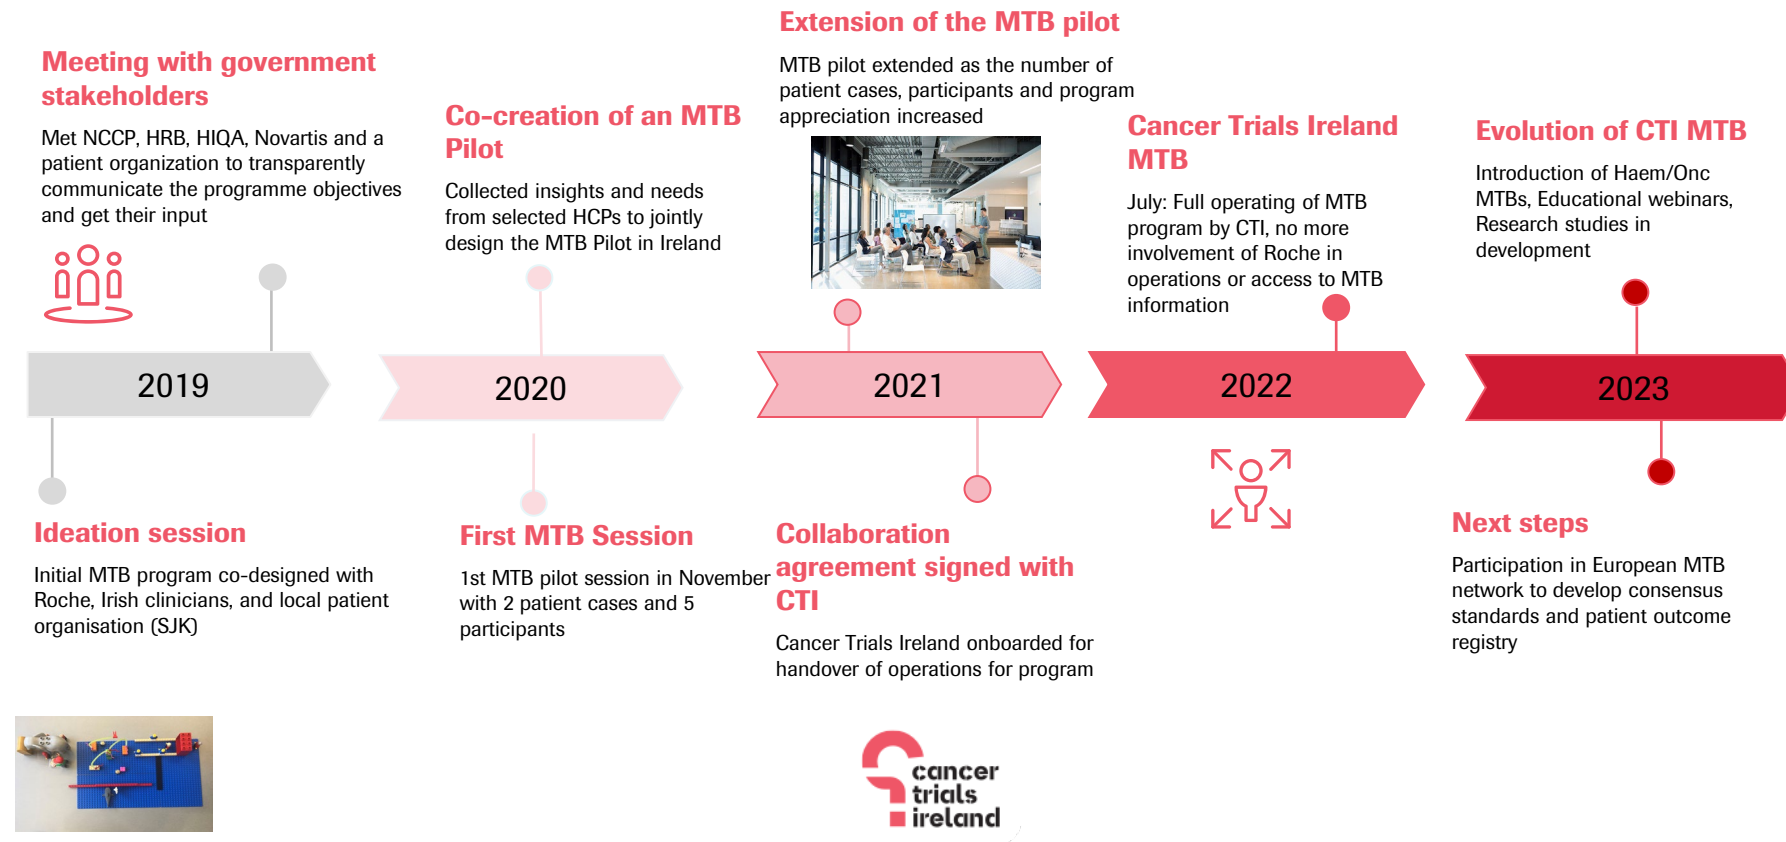 Meeting with government
stakeholders
Met NCCP, HRB, HIQA, Novartis and a
patient organization to transparently
communicate the programme objectives
and get their input
Co-creation of an MTB
Pilot
Collected insights and needs
from selected HCPs to jointly
design the MTB Pilot in Ireland
Extension of the MTB pilot
MTB pilot extended as the number of
patient cases, participants and program
appreciation increased
Cancer Trials Ireland
MTB
July: Full operating of MTB
program by CTI, no more
involvement of Roche in
operations or access to MTB
information
Evolution of CTI MTB
Introduction of Haem/Onc
MTBs, Educational webinars,
Research studies in
development
2019
2020
2021
2022
2023
Ideation session
Initial MTB program co-designed with
Roche, Irish clinicians, and local patient
organisation (SJK)
First MTB Session
1st MTB pilot session in November
with 2 patient cases and 5
participants
Collaboration
agreement signed with
CTI
Cancer Trials Ireland onboarded for
handover of operations for program
Next steps
Participation in European MTB
network to develop consensus
standards and patient outcome
registry
cancer
trials
ireland